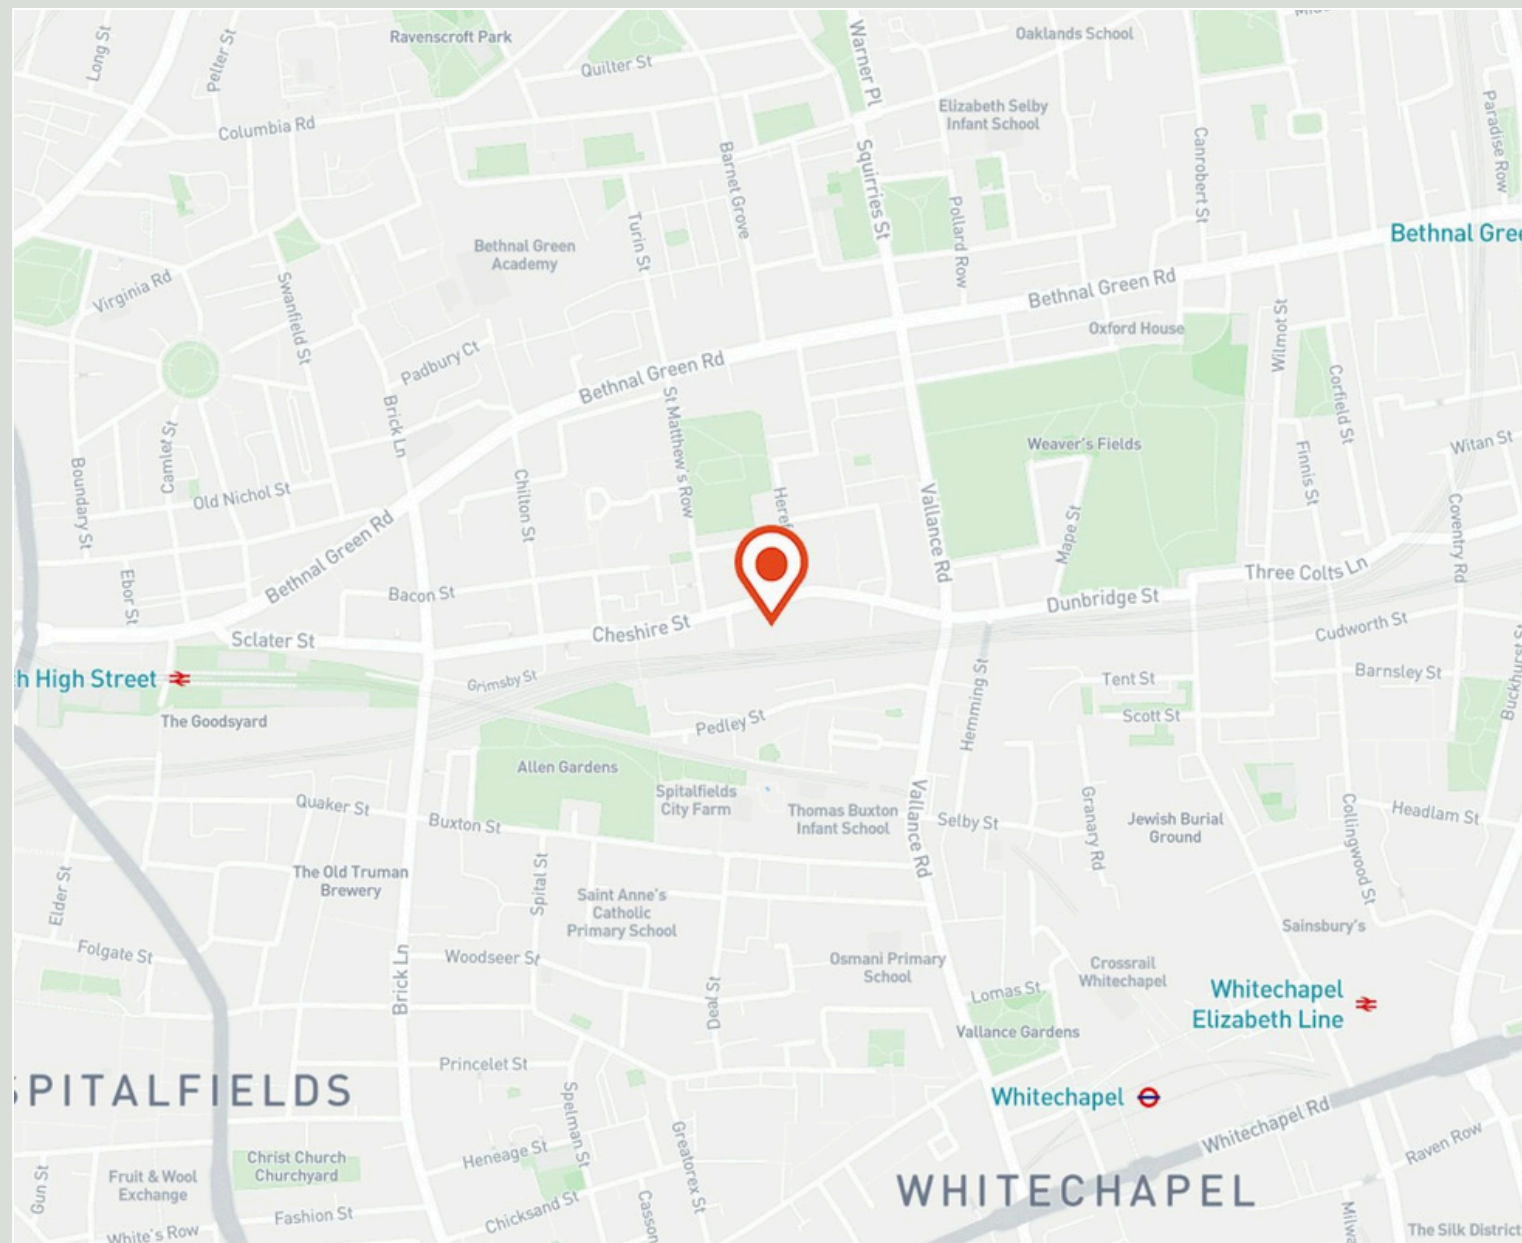 Long St
Pelter St
Ravenscroft Park
Quilter St
Warner Pl
Oaklands School
Columbia Rd
Elizabeth Selby
Infant School
Paradise Row
Barnet Grove
Squirries St
Canrobert St
Pollard Row
Turin St
Bethnal Green
Academy
Virginia Rd
Swanfield St
Bethnal Gree
Bethnal Green Rd
Oxford House
Wilmot St
Padbury Ct
Bethnal Green Rd
Corfield St
Brick Ln
St Matthew's Row
Camlet St
Weaver's Fields
Witan St
Boundary St
Old Nichol St
Chilton St
Heref
Vallance Rd
Finnis St
Mape St
Coventry Rd
Bethnal Green Rd
Ebor St
Bacon St
Three Colts Ln
Dunbridge St
Sclater St
Cheshire St
Cudworth St
h High Street
Grimsby St
Hemming St
Tent St
Barnsley St
Buckhurst St
The Goodsyard
Pedley St
Scott St
Allen Gardens
Spitalfields
City Farm
Quaker St
Buxton St
Thomas Buxton
Infant School
Vallance Rd
Selby St
Granary Rd
Jewish Burial
Ground
Collingwood St
Headlam St
Elder St
The Old Truman
Brewery
Spital St
Saint Anne's
Catholic
Primary School
Sainsbury's
Folgate St
Brick Ln
Woodseer St
Deal St
Osmani Primary
School
Crossrail
Whitechapel
Lomas St
Whitechapel
Elizabeth Line
Vallance Gardens
SPITALFIELDS
Princelet St
Whitechapel
Spelman St
Greatorex St
Whitechapel Rd
Raven Row
Gun St
Christ Church
Churchyard
Heneage St
Fruit & Wool
Exchange
WHITECHAPEL
Fashion St
Chicksand St
Casson
White's Row
Milwa
The Silk District